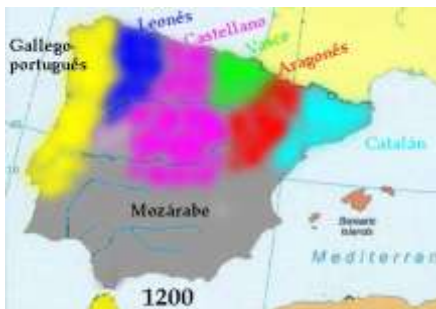 Leonés
Castellano
Vasco
Gallego-
portugués
Aragonés
Catalán
Mozárabe
Balearic
Islands
Mediterran
1200